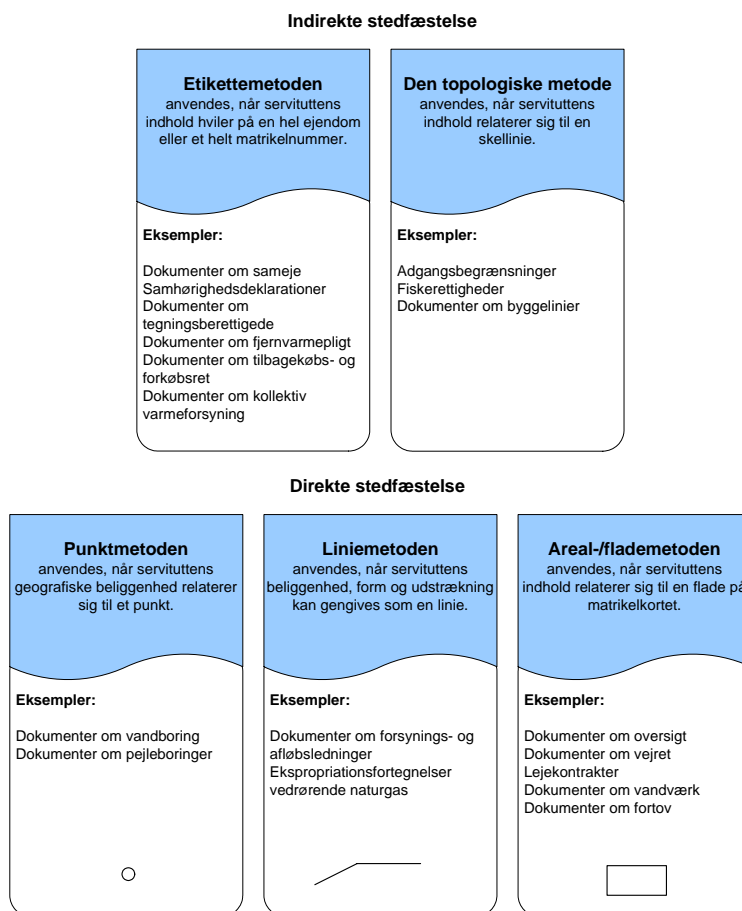 Indirekte stedfæstelse
Etikettemetoden
anvendes, når servituttens
indhold hviler på en hel ejendom
eller et helt matrikelnummer.
Eksempler:
Dokumenter om sameje
Samhørighedsdeklarationer
Dokumenter om
tegningsberettigede
Dokumenter om fjernvarmepligt
Dokumenter om tilbagekøbs- og
forkøbsret
Dokumenter om kollektiv
varmeforsyning
Den topologiske metode
anvendes, når servituttens
indhold relaterer sig til en
skellinie.
Eksempler:
Adgangsbegrænsninger
Fiskerettigheder
Dokumenter om byggelinier
Direkte stedfæstelse
Punktmetoden
anvendes, når servituttens
geografiske beliggenhed relaterer
sig til et punkt.
Eksempler:
Dokumenter om vandboring
Dokumenter om pejleboringer
Liniemetoden
anvendes, når servituttens
beliggenhed, form og udstrækning
kan gengives som en linie.
Eksempler:
Dokumenter om forsynings- og
afløbsledninger
Ekspropriationsfortegnelser
vedrørende naturgas
Areal-/flademetoden
anvendes, når servituttens
indhold relaterer sig til en flade på
matrikelkortet.
Eksempler:
Dokumenter om oversigt
Dokumenter om vejret
Lejekontrakter
Dokumenter om vandværk
Dokumenter om fortov